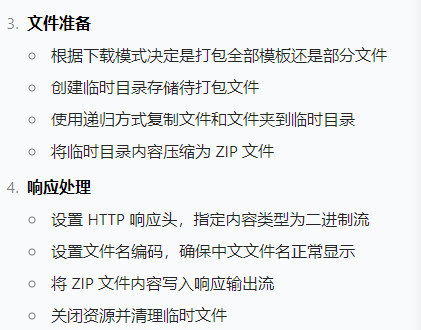 3. 文件准备
根据下载模式决定是打包全部模板还是部分文件
创建临时目录存储待打包文件
使用递归方式复制文件和文件夹到临时目录
将临时目录内容压缩为 ZIP 文件
4. 响应处理
设置 HTTP 响应头，指定内容类型为二进制流
设置文件名编码，确保中文文件名正常显示
将 ZIP 文件内容写入响应输出流
关闭资源并清理临时文件